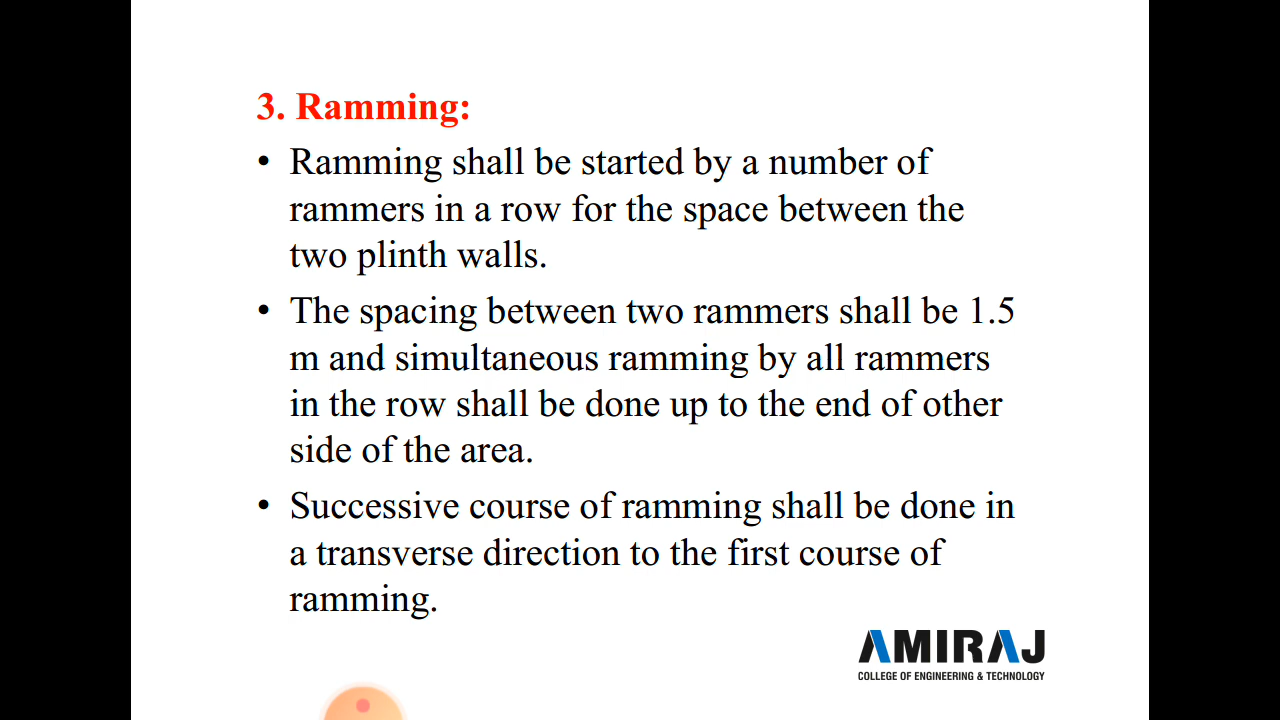 3. Ramming:
• Ramming shall be started by a number of
rammers in a row for the space between the
two plinth walls.
• The spacing between two rammers shall be 1.5
m and simultaneous ramming by all rammers
in the row shall be done up to the end of other
side of the area.
• Successive course of ramming shall be done in
a transverse direction to the first course of
ramming.
AMIRAJ
COLLEGE OF ENGINEERING & TECHNOLOGY